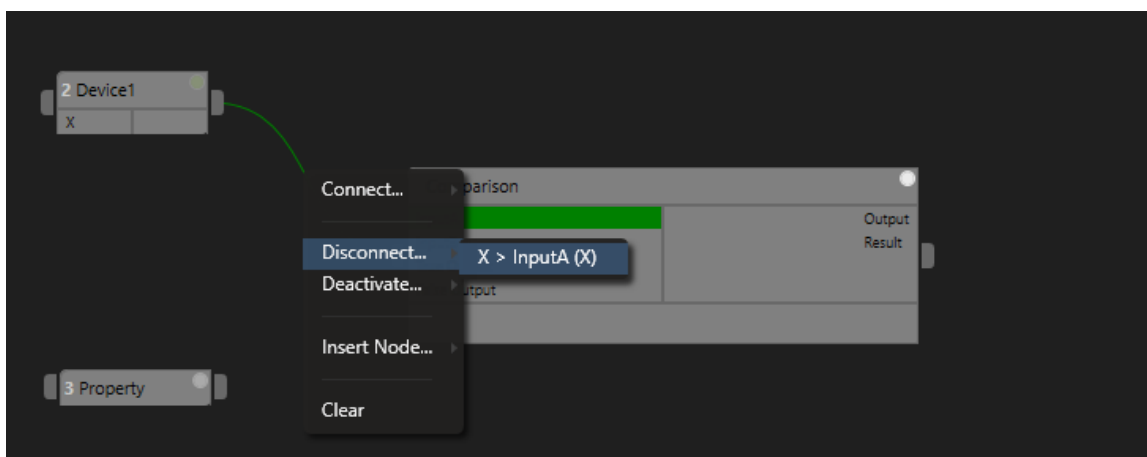 2 Device1
X
Connect...
parison
Output
Result
Disconnect...
X > InputA (X)
Deactivate...
utput
Insert Node...
3 Property
Clear